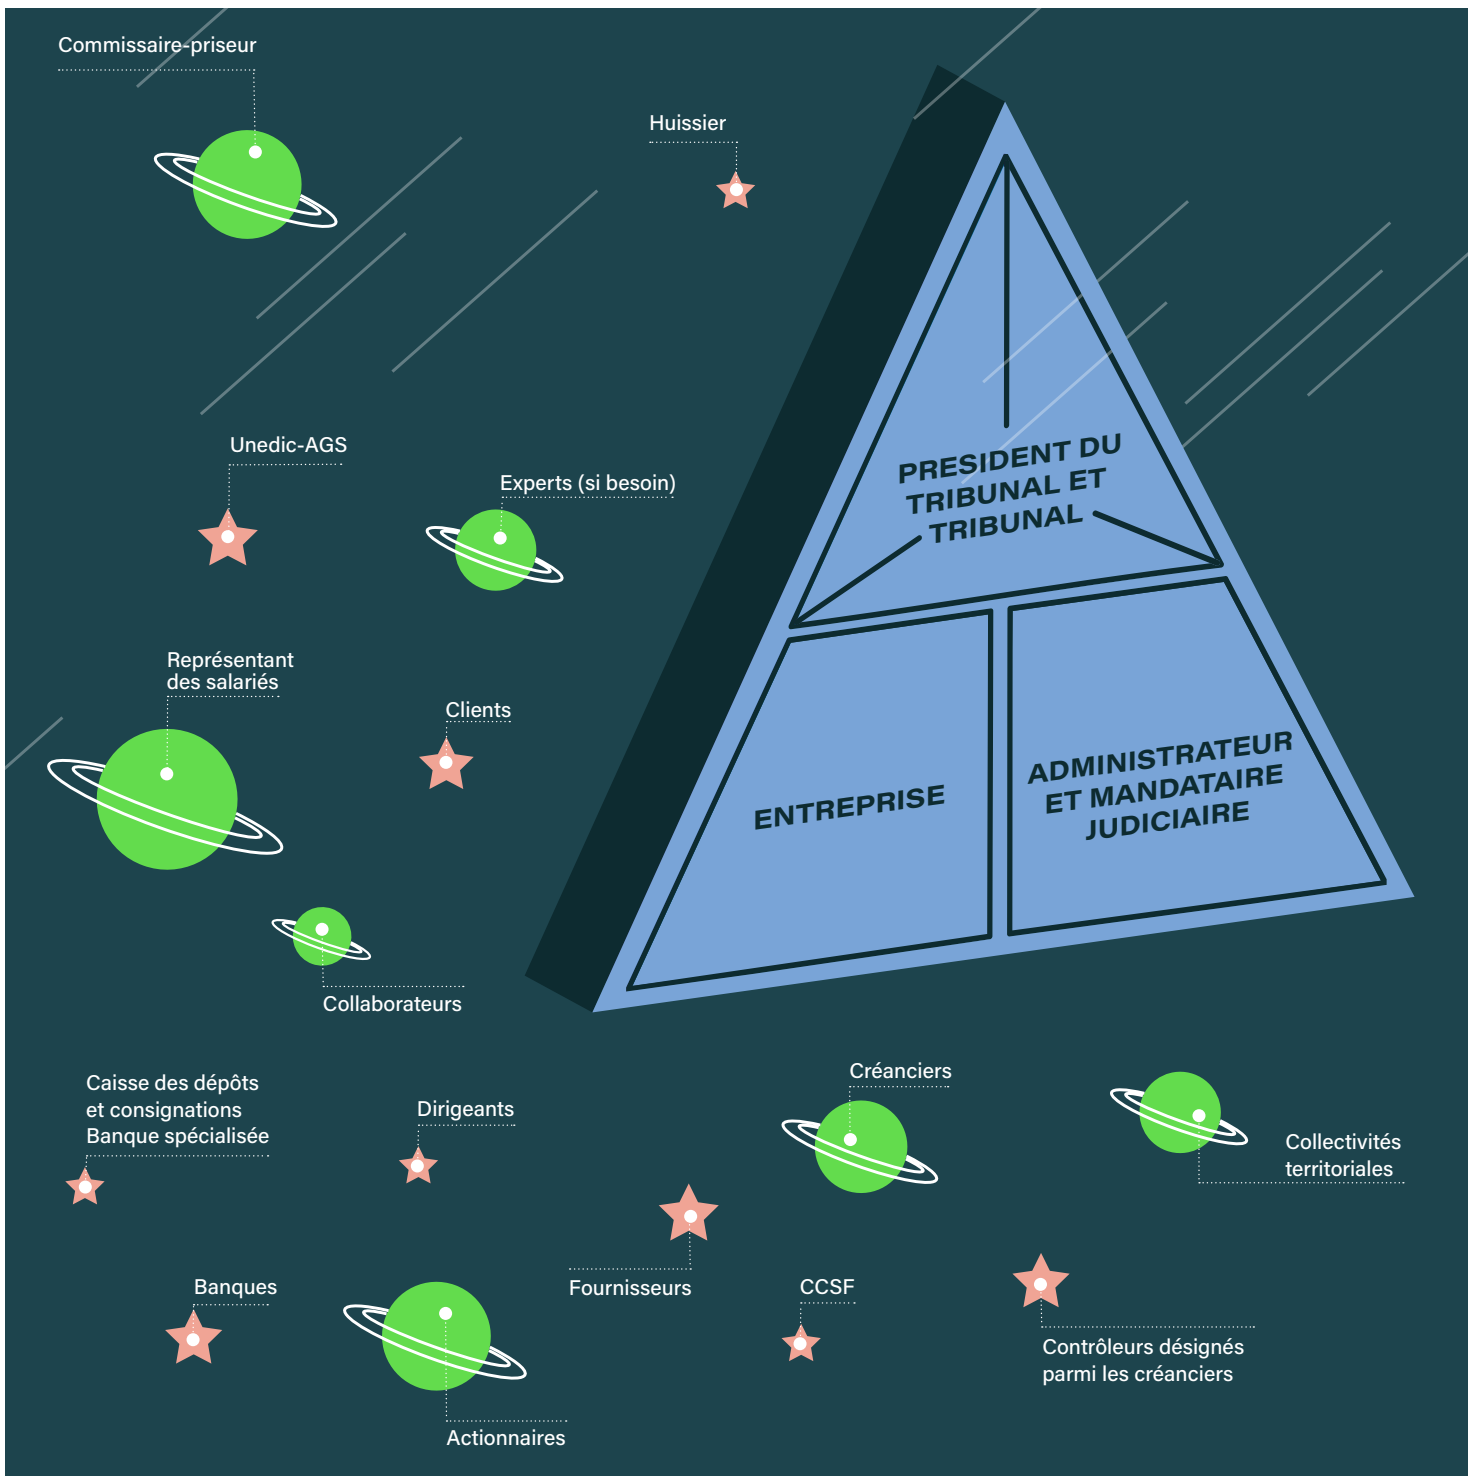 Commissaire-priseur
Huissier
PRESIDENT DU
TRIBUNAL ET
TRIBUNAL
Unedic-AGS
Experts (si besoin)
Représentant
des salariés
Clients
ENTREPRISE
ADMINISTRATEUR
ET MANDATAIRE
JUDICIAIRE
Collaborateurs
Caisse des dépôts
et consignations
Banque spécialisée
Dirigeants
Créanciers
Collectivités
territoriales
Banques
Fournisseurs
CCSF
Contrôleurs désignés
parmi les créanciers
Actionnaires